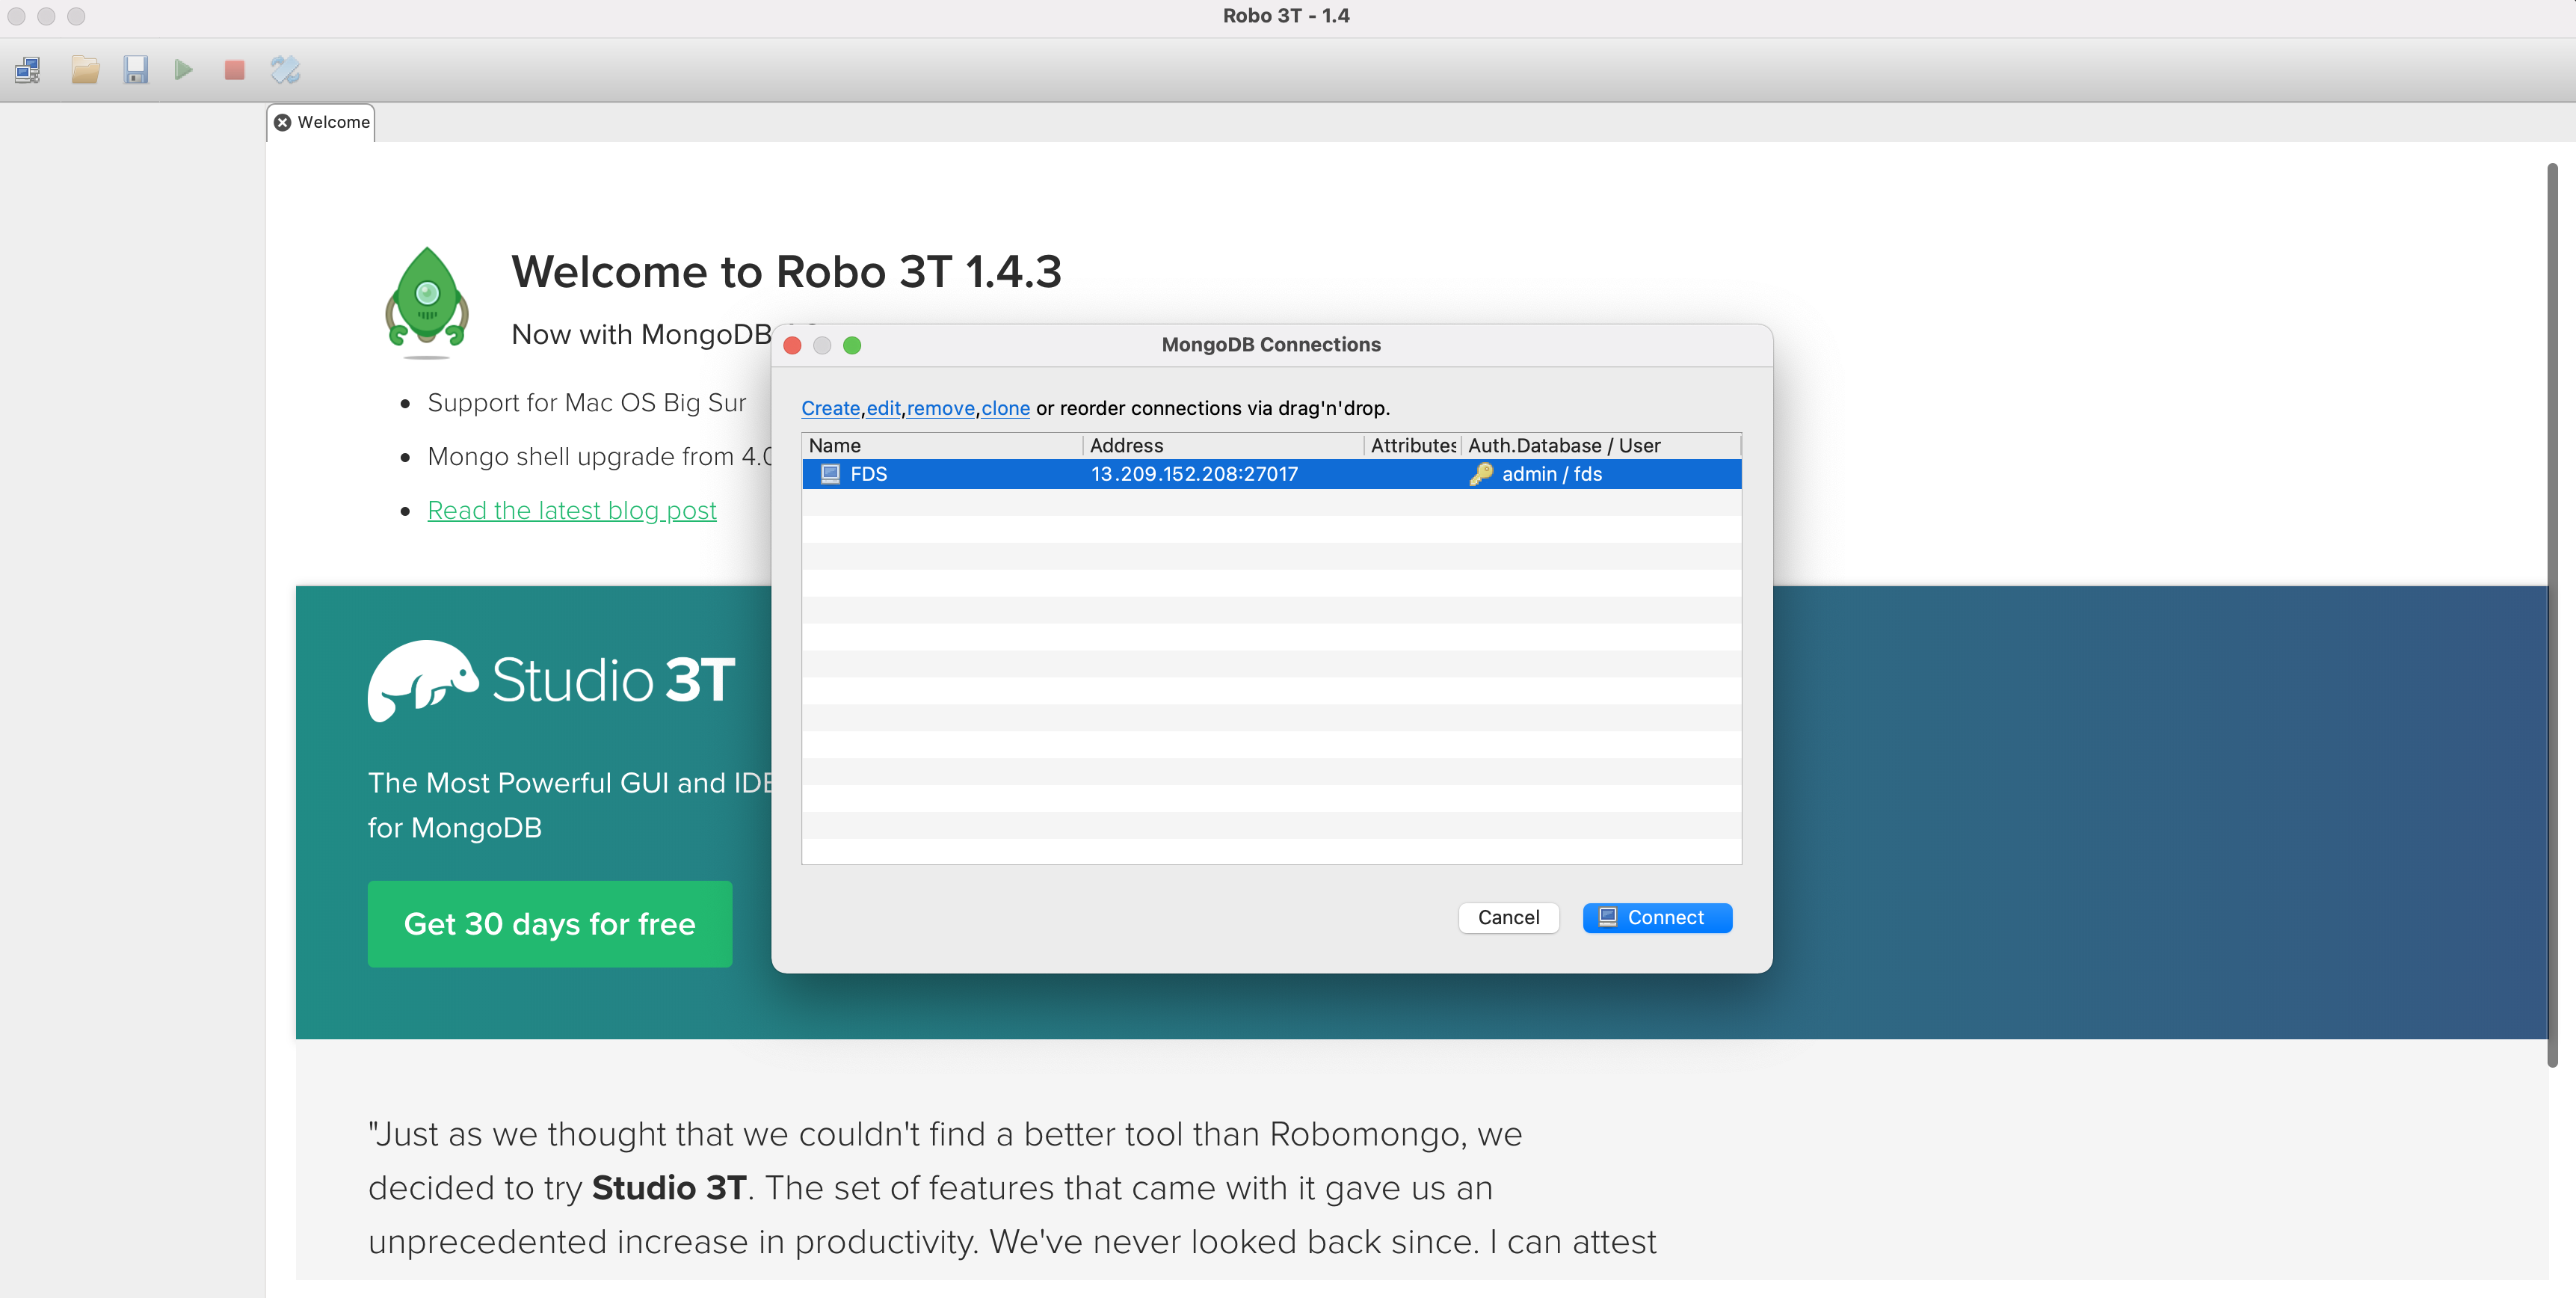 Robo 3T - 1.4
Welcome
Welcome to Robo 3T 1.4.3
Now with MongoDB
Support for Mac OS Big Sur
Mongo shell upgrade from 4.0
Read the latest blog post
MongoDB Connections
Create,edit,remove,clone or reorder connections via drag'n'drop.
Name Address Attributes Auth.Database / User
FDS 13.209.152.208:27017 admin / fds
Cancel Connect
Studio 3T
The Most Powerful GUI and IDE
for MongoDB
Get 30 days for free
"Just as we thought that we couldn't find a better tool than Robomongo, we
decided to try Studio 3T. The set of features that came with it gave us an
unprecedented increase in productivity. We've never looked back since. I can attest